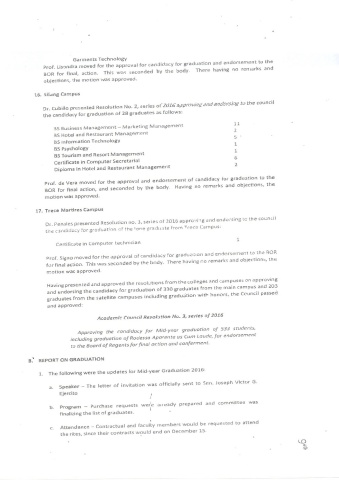 Garments Technology
Prof. Lisondra moved for the approval for candidacy for graduation and endorsement to the
BOR for final, action. This was seconded by the body. There having no remarks and
objections, the motion was approved.
16. Silang Campus
Dr. Cubillo presented Resolution No. 2, series of 2016 approving and endorsing to the council
the candidacy for graduation of 28 graduates as follows:
BS Business Management – Marketing Management 11
BS Hotel and Restaurant Management 1
BS Information Technology 5
BS Psychology 1
BS Tourism and Resort Management 1
Certificate in Computer Secretarial 6
Diploma in Hotel and Restaurant Management 3
Prof. de Vera moved for the approval and endorsement of candidacy for graduation to the
BOR for final action, and seconded by the body. Having no remarks and objections, the
motion was approved.
17. Trece Martires Campus
Dr. presented Resolution no. 2, series of 2016 approving and endorsing to the council
the candidacy for graduation of the lone graduate from Trece Campus:
Certificate in Computer Technician 1
Prof. Signo moved for the approval of candidacy for graduation and endorsement to the BOR
for final action. This was seconded by the body. There having no remarks and objections, the
motion was approved.
Having presented and approved the resolutions from the colleges and campuses on approving
and endorsing the candidacy for graduation of 390 graduates from the main campus and 203
graduates from the satellite campuses including graduation with honors, the Council passed
and approved:
Academic Council Resolution No. 3, series of 2016
Approving the candidacy for Mid-year graduation of 593 students,
including graduation of Rodessa Aparente as Cum Laude, for endorsement
to the Board of Regents for final action and conferment.
8. REPORT ON GRADUATION
1. The following were the updates for Mid-year Graduation 2016:
a. Speaker – The letter of invitation was officially sent to Sen. Joseph Victor G.
Ejercito
b. Program – Purchase requests were already prepared and committee was
finalizing the list of graduates.
c. Attendance – Contractual and faculty members would be requested to attend
the rites, since their contracts would end on December 15.